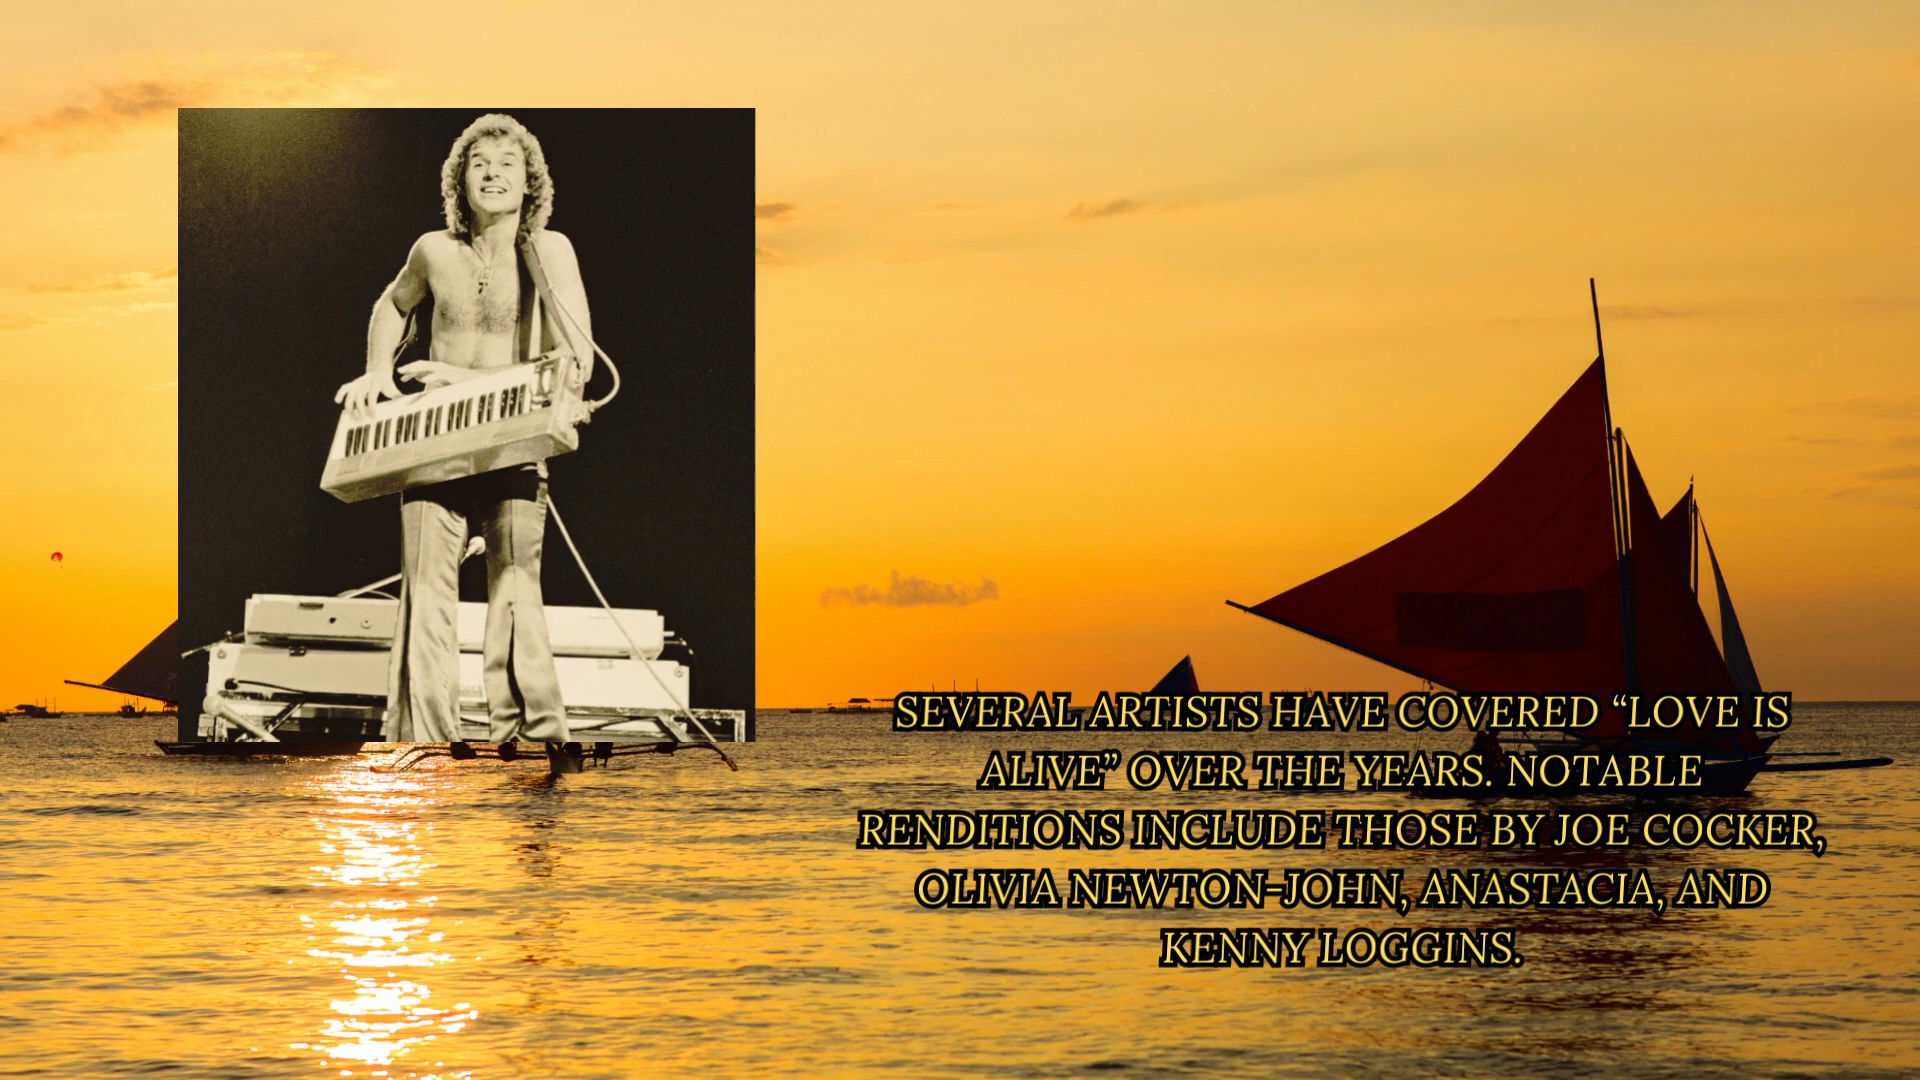 SEVERAL ARTISTS HAVE COVERED “LOVE IS
ALIVE” OVER THE YEARS. NOTABLE
RENDITIONS INCLUDE THOSE BY JOE COCKER,
OLIVIA NEWTON-JOHN, ANASTACIA, AND
KENNY LOGGINS.